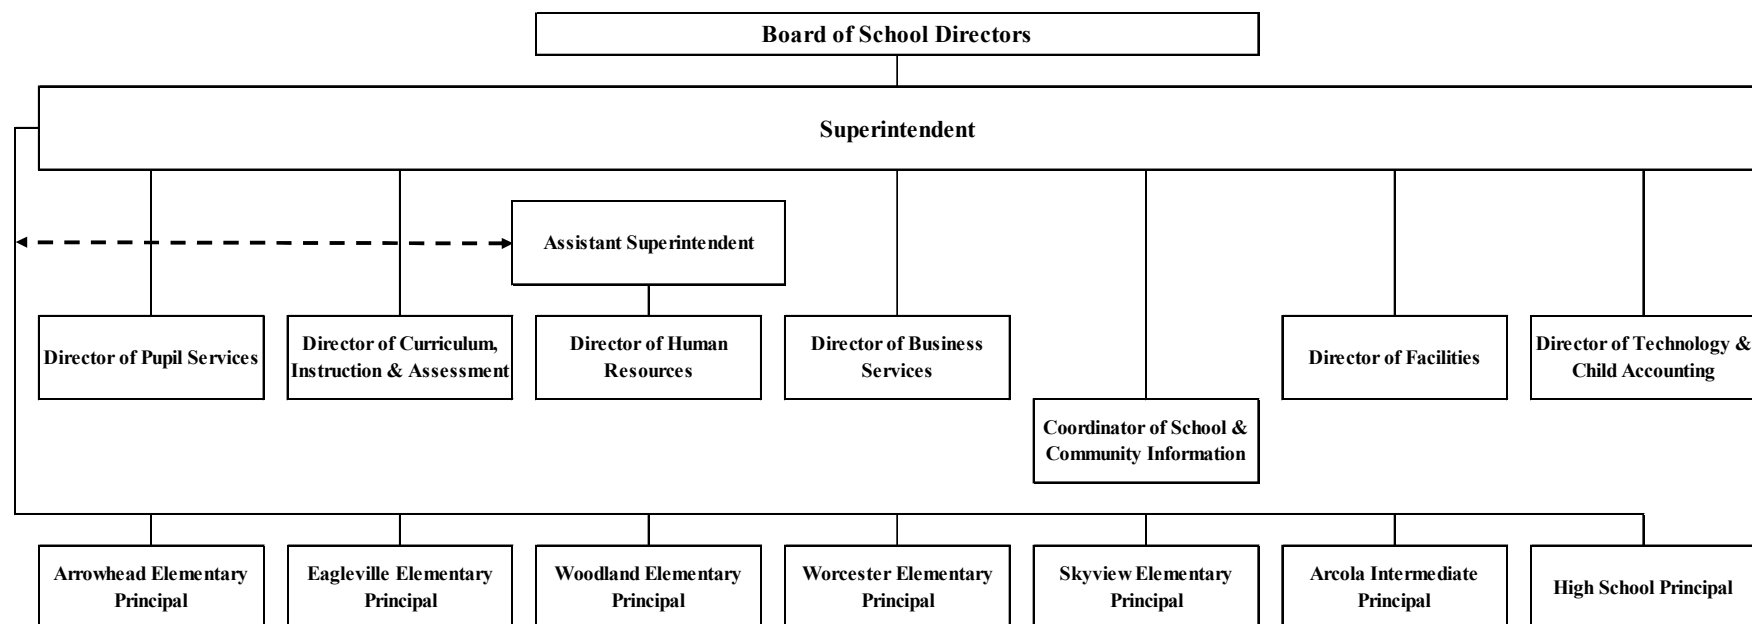 Board of School Directors
Superintendent
Assistant Superintendent
Director of Pupil Services
Director of Curriculum,
Instruction & Assessment
Director of Human
Resources
Director of Business
Services
Director of Facilities
Director of Technology &
Child Accounting
Coordinator of School &
Community Information
Arrowhead Elementary
Principal
Eagleville Elementary
Principal
Woodland Elementary
Principal
Worcester Elementary
Principal
Skyview Elementary
Principal
Arcola Intermediate
Principal
High School Principal